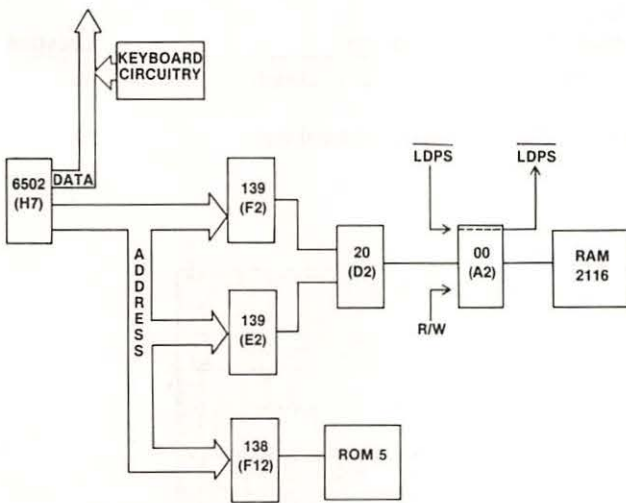 KEYBOARD
CIRCUITRY
6502
(H7)
DATA
139
(F2)
LDPS
LDPS
20
(D2)
00
(A2)
RAM
2116
ADDRESS
139
(E2)
R/W
138
(F12)
ROM 5